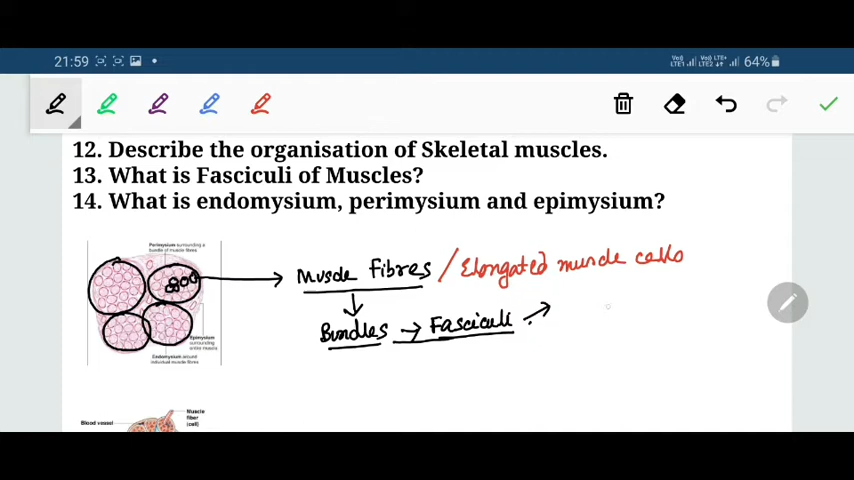 21:59 64%
12. Describe the organisation of Skeletal muscles.
13. What is Fasciculi of Muscles?
14. What is endomysium, perimysium and epimysium?
Perimysium surrounding a
bundle of muscle fibres
Muscle Fibres / Elongated muscle cells
Bundles → Fasciculi
Epimysium
surrounding
entire muscle
Endomysium around
individual muscle fibres
Muscle
fiber
(cell)
Blood vessel